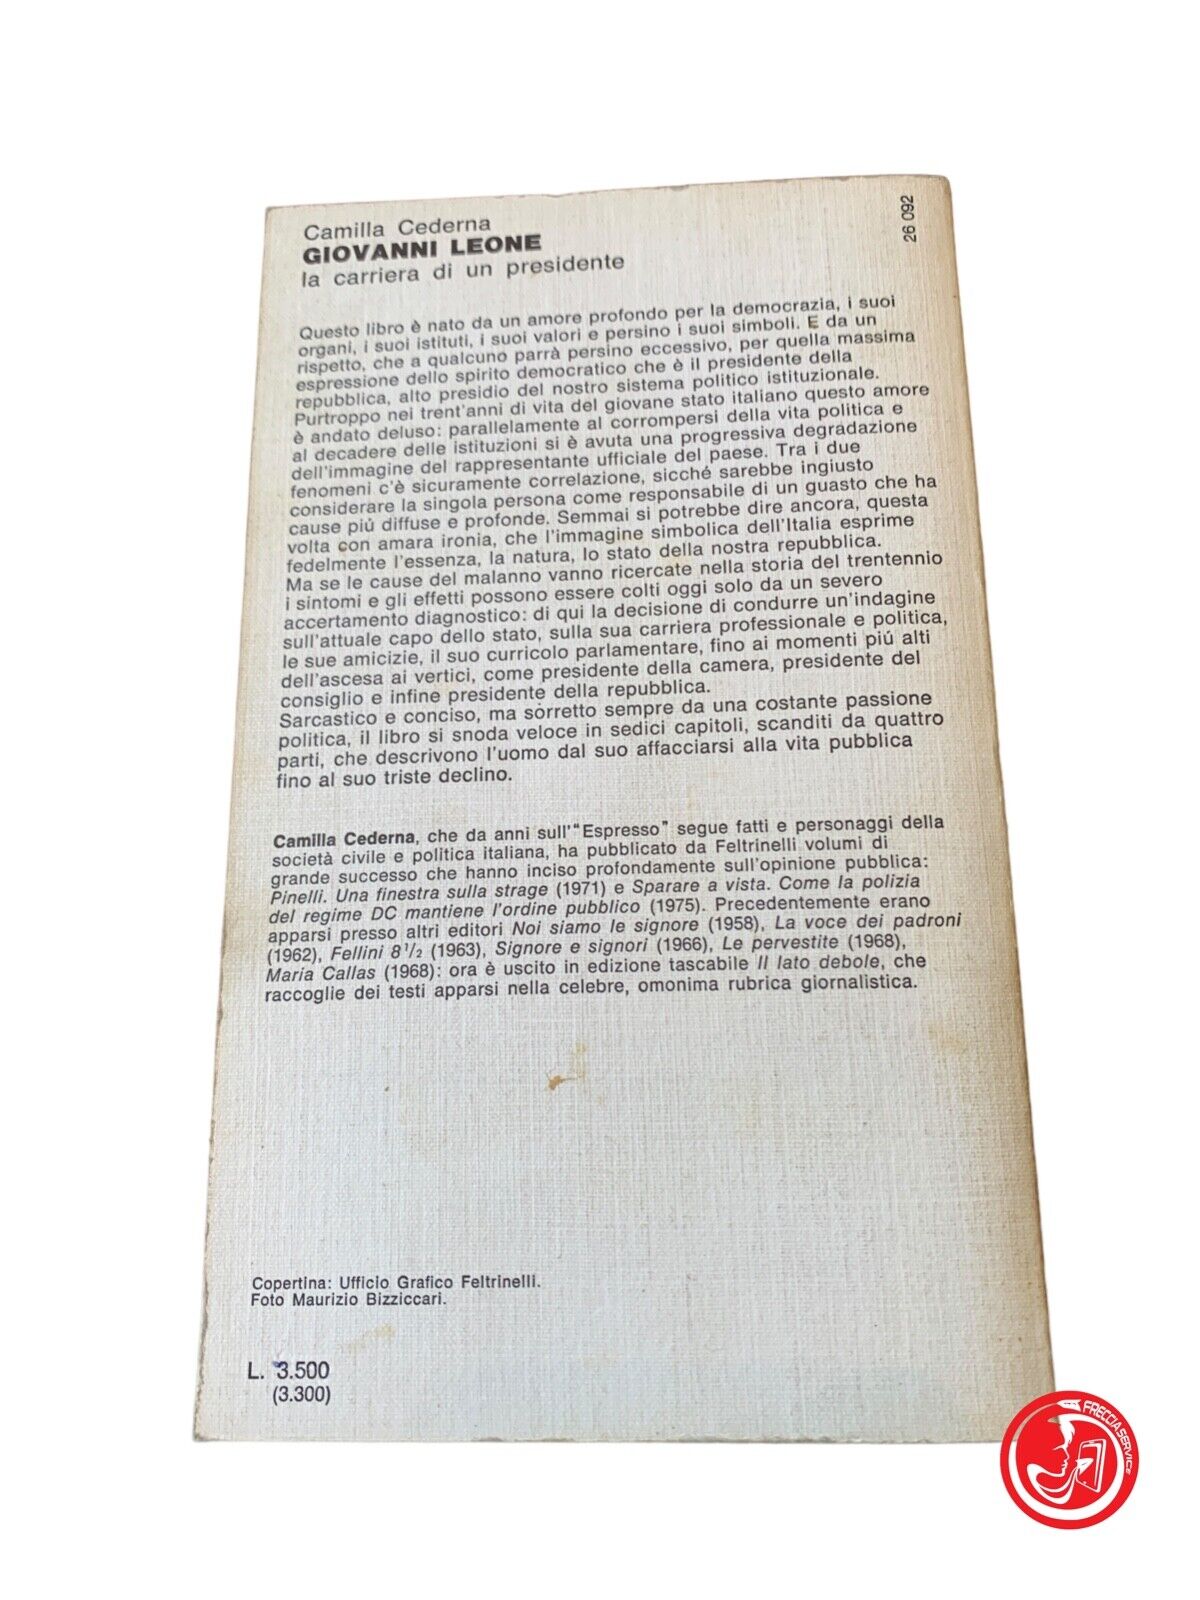 Camilla Cederna
GIOVANNI LEONE
la carriera di un presidente
26 092
Questo libro è nato da un amore profondo per la democrazia, i suoi
organi, i suoi istituti, i suoi valori e persino i suoi simboli. E da un
rispetto, che a qualcuno parrà persino eccessivo, per quella massima
espressione dello spirito democratico che è il presidente della
repubblica, alto presidio del nostro sistema politico istituzionale.
Purtroppo nei trent'anni di vita del giovane stato italiano questo amore
è andato deluso: parallelamente al corrompersi della vita politica e
al decadere delle istituzioni si è avuta una progressiva degradazione
dell'immagine del rappresentante ufficiale del paese. Tra i due
fenomeni c'è sicuramente correlazione, sicché sarebbe ingiusto
considerare la singola persona come responsabile di un guasto che ha
cause piú diffuse e profonde. Semmai si potrebbe dire ancora, questa
volta con amara ironia, che l'immagine simbolica dell'Italia esprime
fedelmente l'essenza, la natura, lo stato della nostra repubblica.
Ma se le cause del malanno vanno ricercate nella storia del trentennio
i sintomi e gli effetti possono essere colti oggi solo da un severo
accertamento diagnostico: di qui la decisione di condurre un'indagine
sull'attuale capo dello stato, sulla sua carriera professionale e politica,
le sue amicizie, il suo curricolo parlamentare, fino ai momenti piú alti
dell'ascesa ai vertici, come presidente della camera, presidente del
consiglio e infine presidente della repubblica.
Sarcastico e conciso, ma sorretto sempre da una costante passione
politica, il libro si snoda veloce in sedici capitoli, scanditi da quattro
parti, che descrivono l'uomo dal suo affacciarsi alla vita pubblica
fino al suo triste declino.
Camilla Cederna, che da anni sull'"Espresso" segue fatti e personaggi della
società civile e politica italiana, ha pubblicato da Feltrinelli volumi di
grande successo che hanno inciso profondamente sull'opinione pubblica:
Pinelli. Una finestra sulla strage (1971) e Sparare a vista. Come la polizia
del regime DC mantiene l'ordine pubblico (1975). Precedentemente erano
apparsi presso altri editori Noi siamo le signore (1958), La voce dei padroni
(1962), Fellini 8 1/2 (1963), Signore e signori (1966), Le pervestite (1968),
Maria Callas (1968): ora è uscito in edizione tascabile Il lato debole, che
raccoglie dei testi apparsi nella celebre, omonima rubrica giornalistica.
Copertina: Ufficio Grafico Feltrinelli.
Foto Maurizio Bizziccari.
L. 3.500
(3.300)
FRECCIA.SERVICE